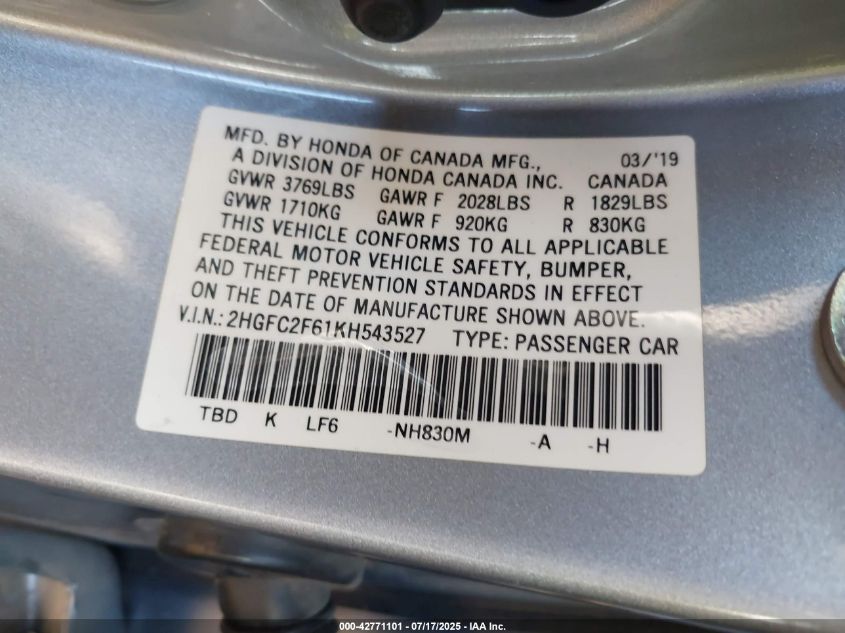 MFD. BY HONDA OF CANADA MFG., 03/'19
A DIVISION OF HONDA CANADA INC. CANADA
GVWR 3769LBS GAWR F 2028LBS R 1829LBS
GVWR 1710KG GAWR F 920KG R 830KG
THIS VEHICLE CONFORMS TO ALL APPLICABLE
FEDERAL MOTOR VEHICLE SAFETY, BUMPER,
AND THEFT PREVENTION STANDARDS IN EFFECT
ON THE DATE OF MANUFACTURE SHOWN ABOVE.
V.I.N.: 2HGFC2F61KH543527 TYPE: PASSENGER CAR
TBD K LF6 -NH830M -A -H
000-42771101 - 07/17/2025 - IAA Inc.